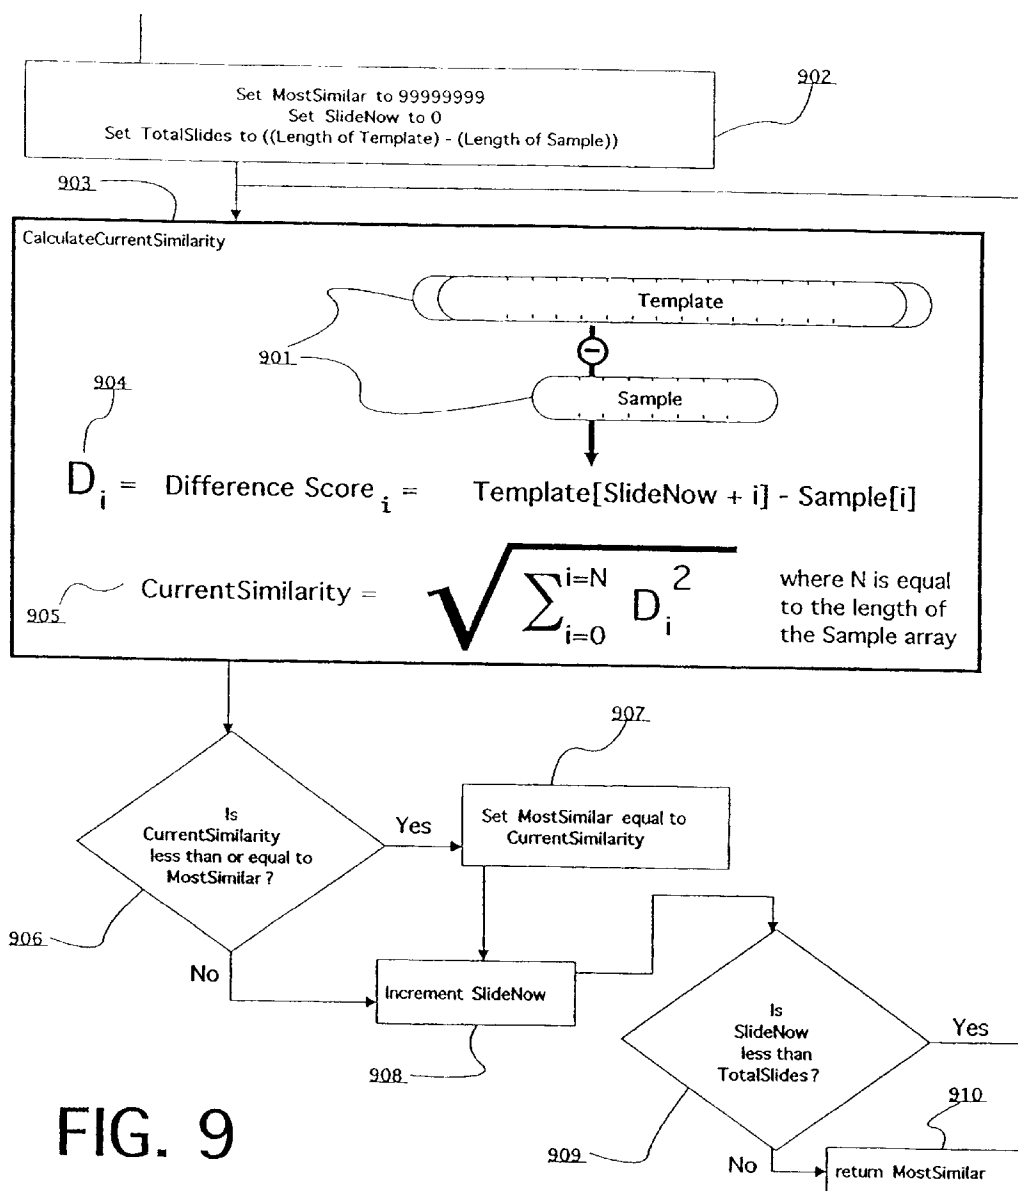 902
Set MostSimilar to 99999999
Set SlideNow to 0
Set TotalSlides to ((Length of Template) - (Length of Sample))
903
CalculateCurrentSimilarity
Template
901
904
Sample
D_i = Difference Score_i = Template[SlideNow + i] - Sample[i]
905
CurrentSimilarity = √ ∑_{i=0}^{i=N} D_i^2
where N is equal
to the length of
the Sample array
907
Is
CurrentSimilarity
less than or equal to
MostSimilar?
Yes
Set MostSimilar equal to
CurrentSimilarity
906
No
Increment SlideNow
Is
SlideNow
less than
TotalSlides?
Yes
908
910
909
No
return MostSimilar
FIG. 9